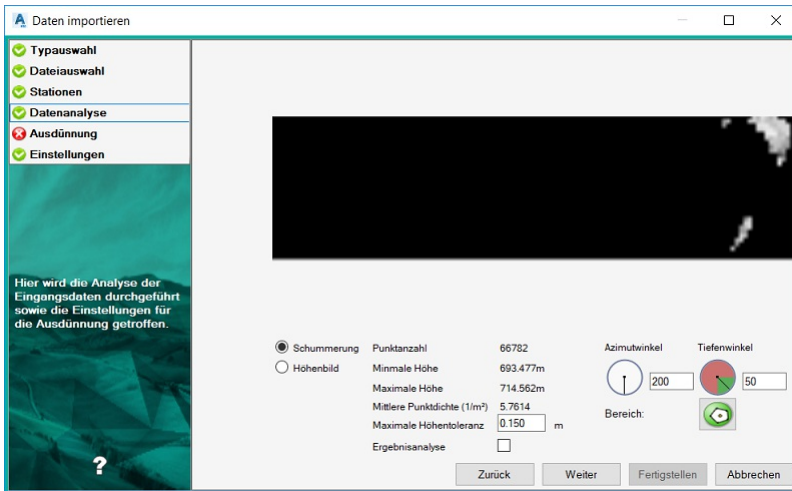 Daten importieren
Typauswahl
Dateiauswahl
Stationen
Datenanalyse
Ausdünnung
Einstellungen
Hier wird die Analyse der
Eingangsdaten durchgeführt
sowie die Einstellungen für
die Ausdünnung getroffen.
?
Schummerung
Höhenbild
Punktanzahl 66782
Minmale Höhe 693.477m
Maximale Höhe 714.562m
Mittlere Punktdichte (1/m²) 5.7614
Maximale Höhentoleranz 0.150 m
Ergebnisanalyse
Azimutwinkel Tiefenwinkel
200 50
Bereich:
Zurück Weiter Fertigstellen Abbrechen